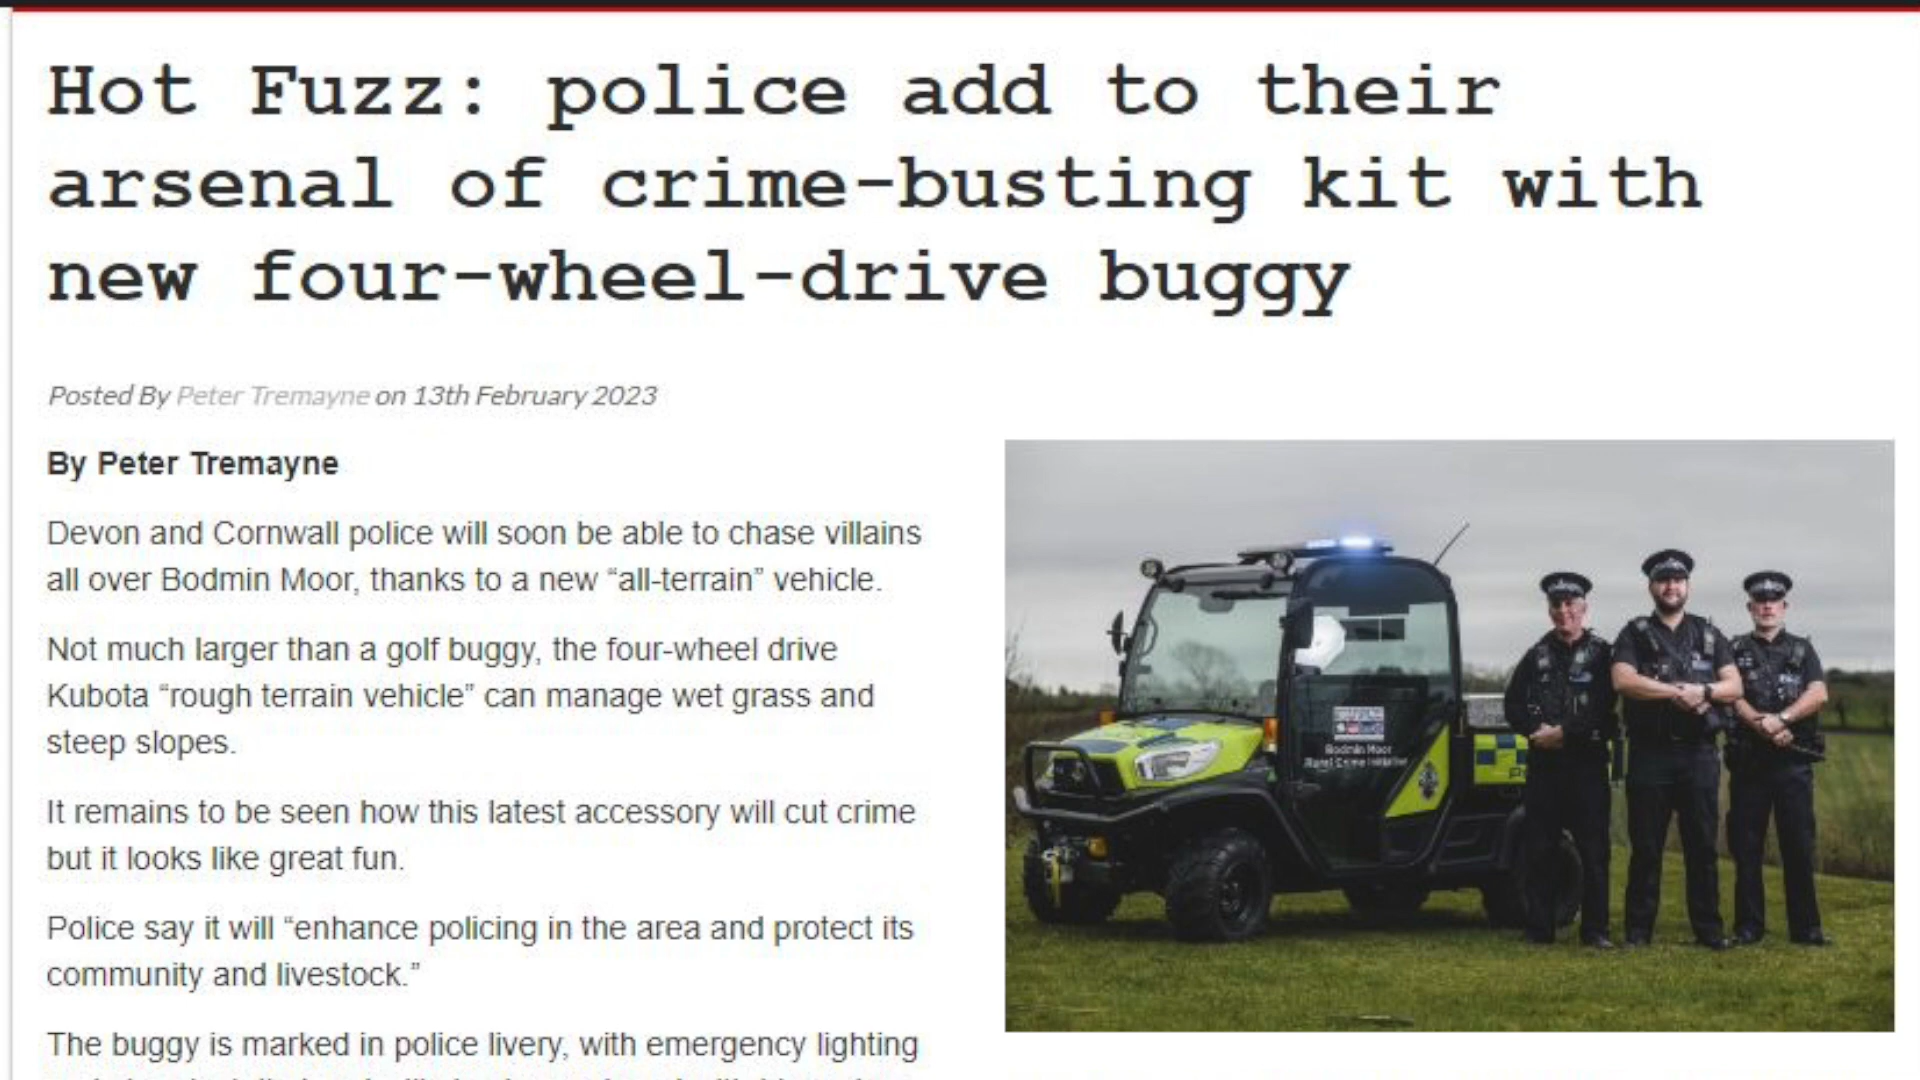 Hot Fuzz: police add to their
arsenal of crime-busting kit with
new four-wheel-drive buggy
Posted By Peter Tremayne on 13th February 2023
By Peter Tremayne
Devon and Cornwall police will soon be able to chase villains
all over Bodmin Moor, thanks to a new “all-terrain” vehicle.
Not much larger than a golf buggy, the four-wheel drive
Kubota “rough terrain vehicle” can manage wet grass and
steep slopes.
It remains to be seen how this latest accessory will cut crime
but it looks like great fun.
Police say it will “enhance policing in the area and protect its
community and livestock.”
The buggy is marked in police livery, with emergency lighting
Bodmin Moor
Rural Crime Initiative